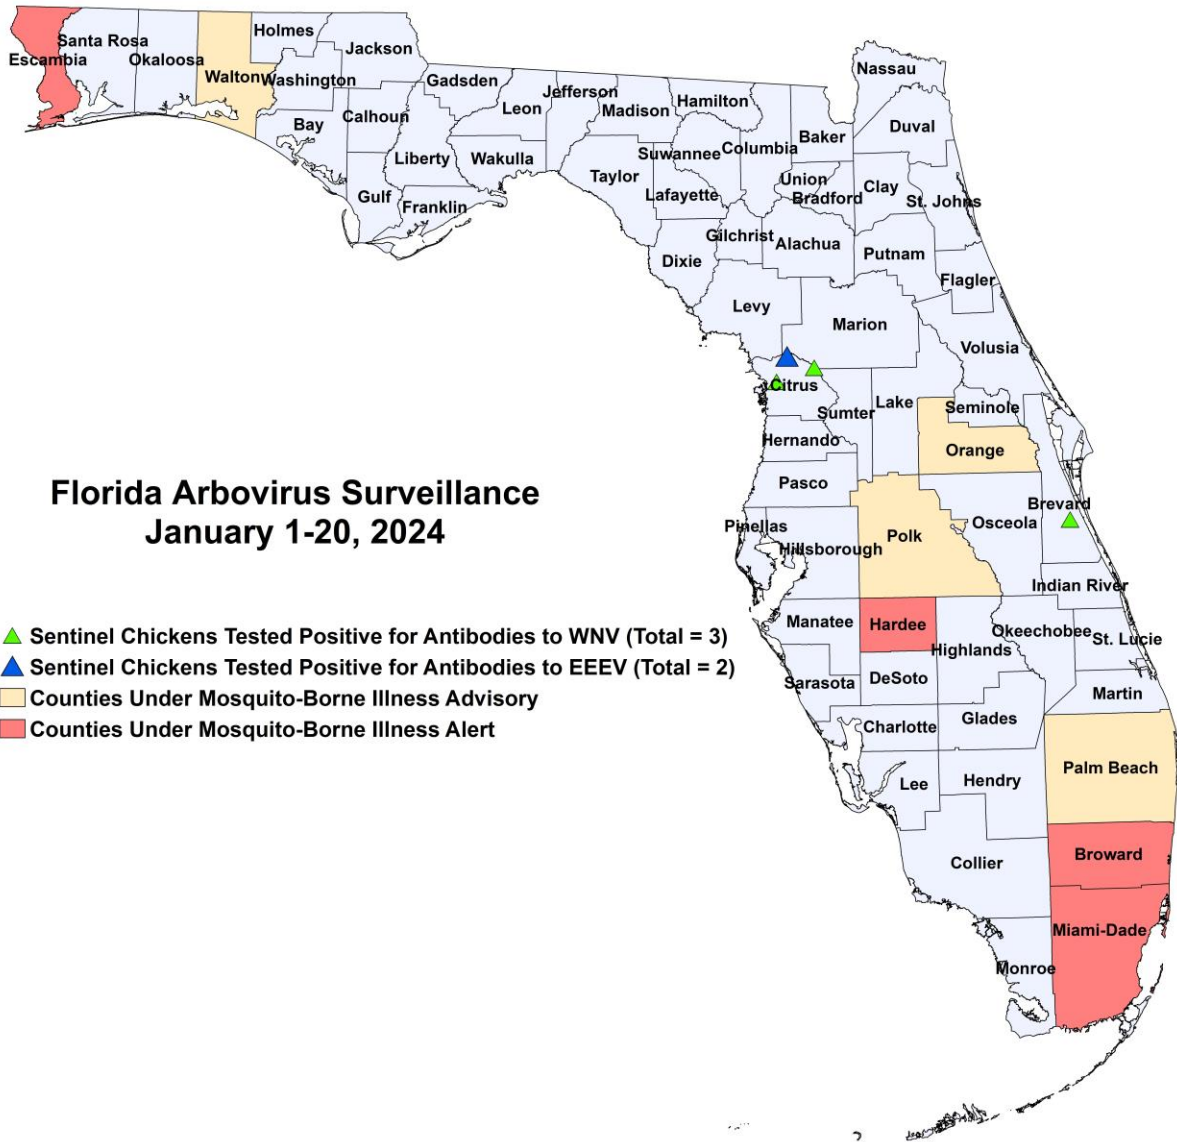 Holmes
Santa Rosa
Jackson
Escambia
Okaloosa
Walton
Washington
Gadsden
Nassau
Jefferson
Leon
Madison
Hamilton
Calhoun
Bay
Duval
Baker
Columbia
Suwannee
Liberty
Wakulla
Taylor
Union
Clay
Lafayette
Bradford
St. Johns
Gulf
Franklin
Gilchrist
Alachua
Putnam
Dixie
Flagler
Levy
Marion
Volusia
Citrus
Lake
Seminole
Sumter
Hernando
Orange
Pasco
Florida Arbovirus Surveillance
January 1-20, 2024
Brevard
Pinellas
Osceola
Polk
Hillsborough
Indian River
Manatee
Hardee
Okeechobee
St. Lucie
Highlands
Sentinel Chickens Tested Positive for Antibodies to WNV (Total = 3)
Sentinel Chickens Tested Positive for Antibodies to EEEV (Total = 2)
Counties Under Mosquito-Borne Illness Advisory
Counties Under Mosquito-Borne Illness Alert
Sarasota
DeSoto
Martin
Charlotte
Glades
Palm Beach
Lee
Hendry
Broward
Collier
Miami-Dade
Monroe